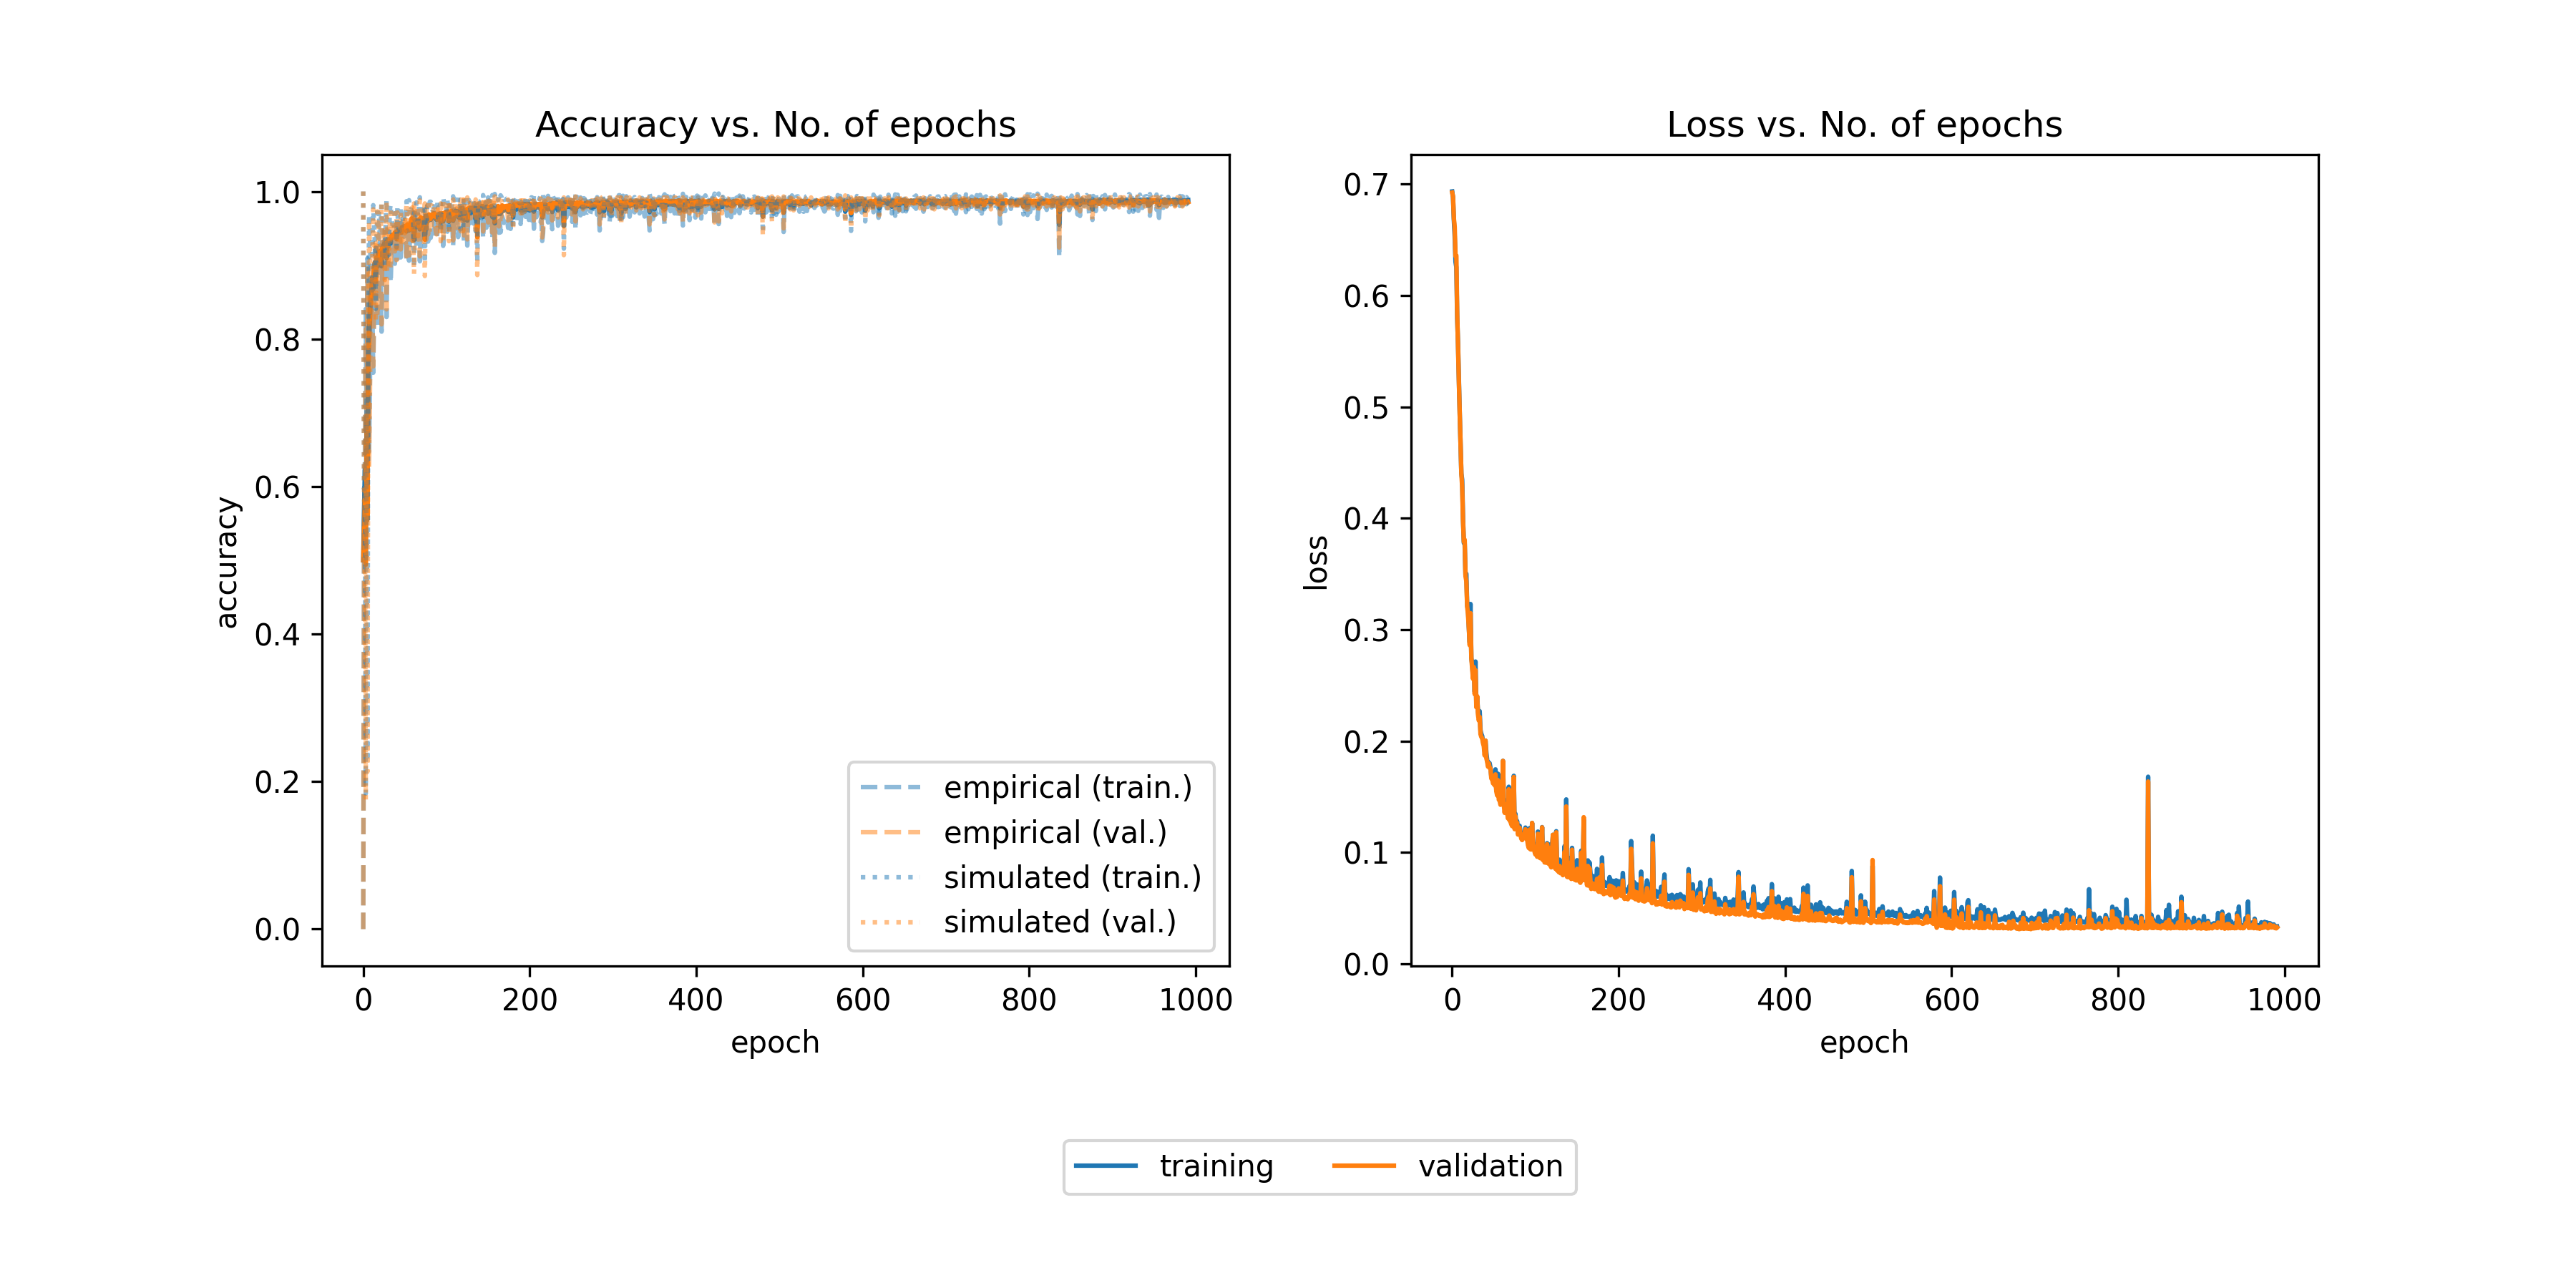 Accuracy vs. No. of epochs
1.0
0.8
0.6
0.4
0.2
0.0
accuracy
0 200 400 600 800 1000
epoch
empirical (train.)
empirical (val.)
simulated (train.)
simulated (val.)
Loss vs. No. of epochs
0.7
0.6
0.5
0.4
0.3
0.2
0.1
0.0
loss
0 200 400 600 800 1000
epoch
training validation